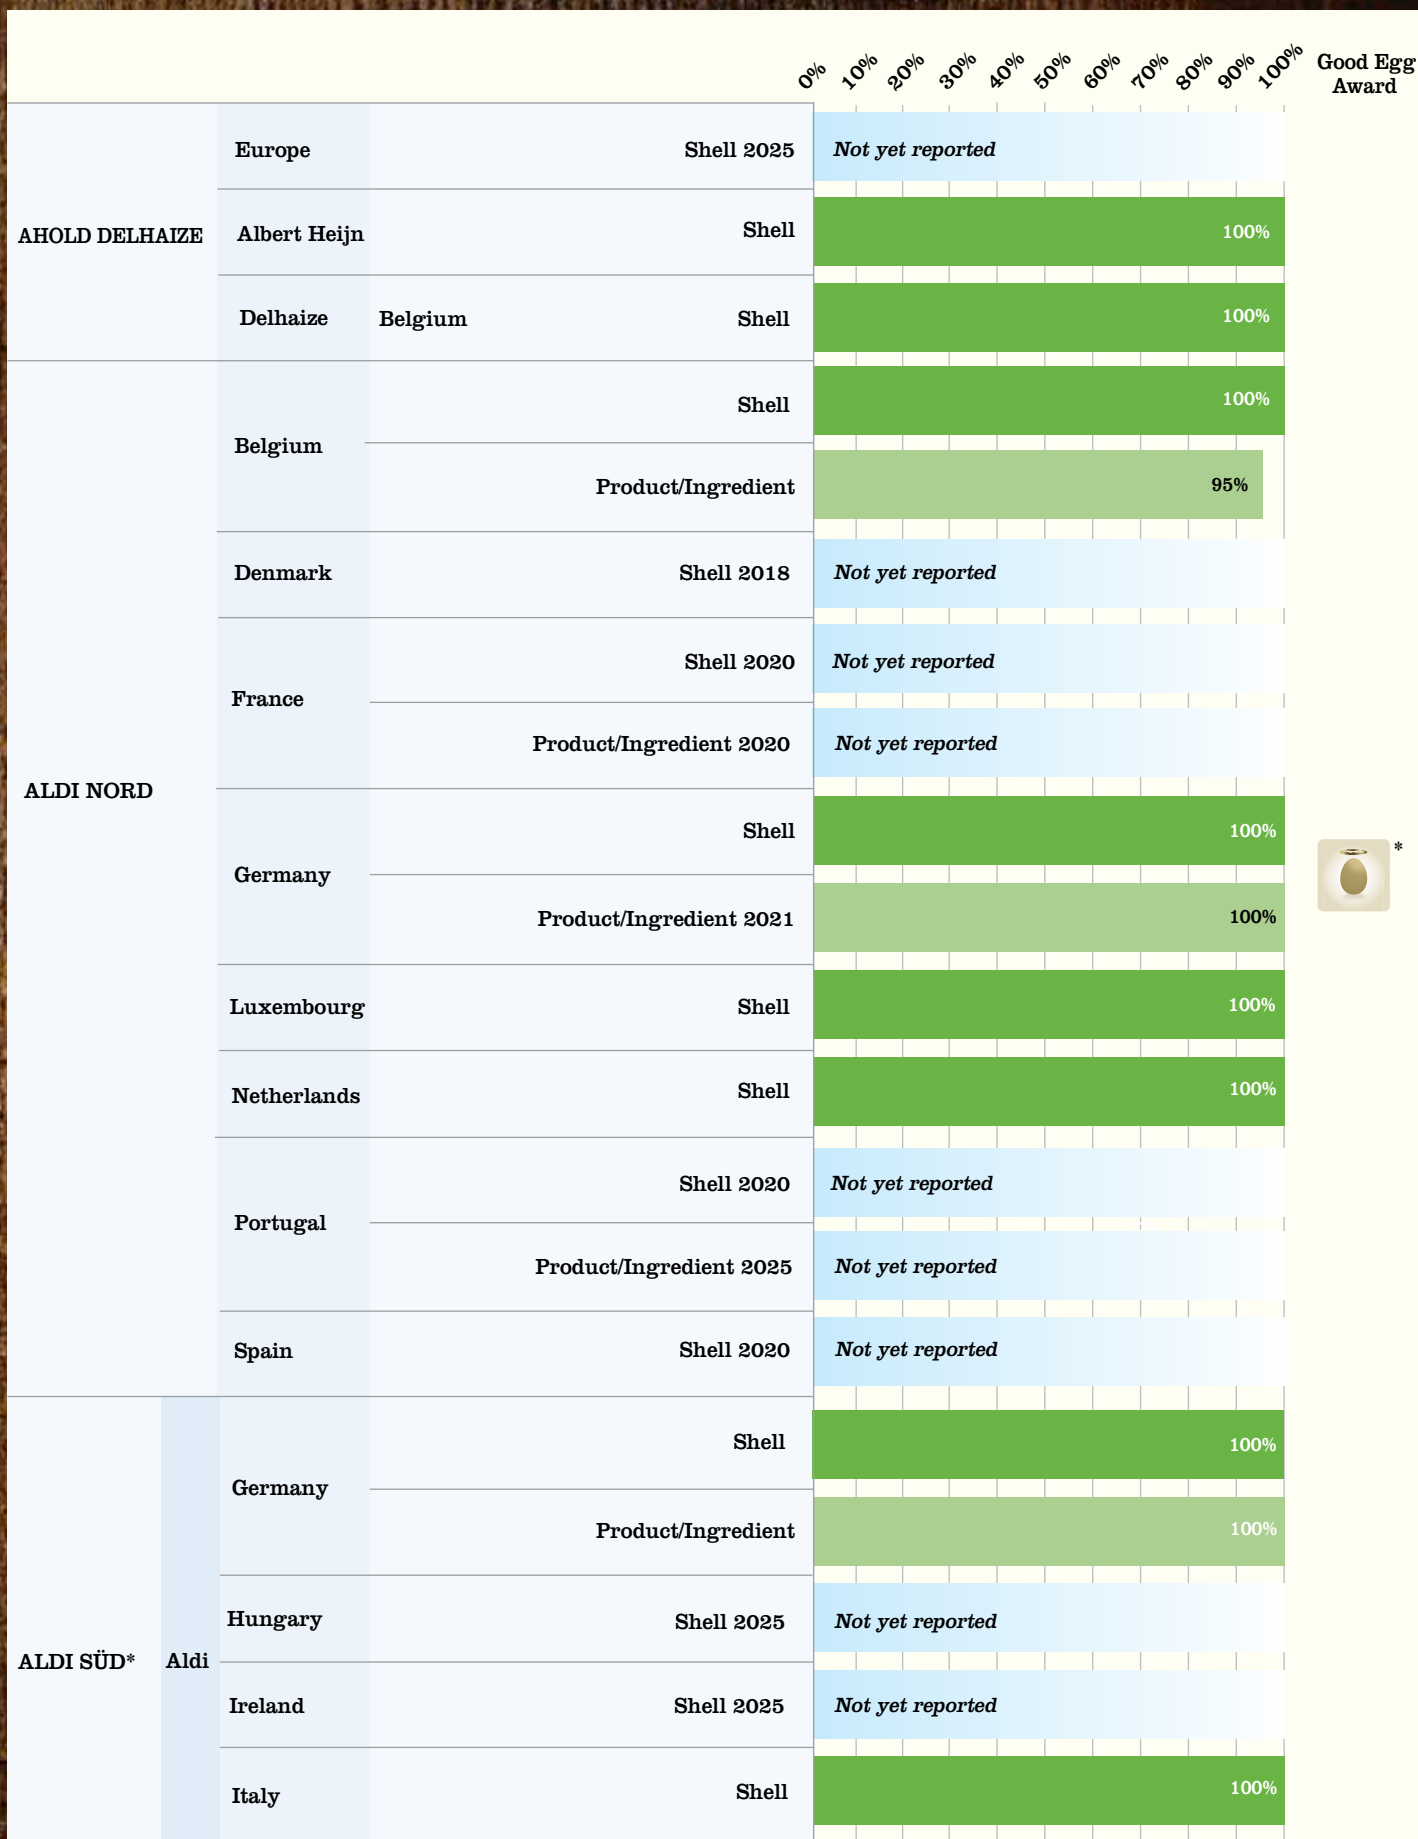 0% 10% 20% 30% 40% 50% 60% 70% 80% 90% 100% Good Egg
Award
Europe Shell 2025 Not yet reported
AHOLD DELHAIZE Albert Heijn Shell 100%
Delhaize Belgium Shell 100%
Shell 100%
Belgium
Product/Ingredient 95%
Denmark Shell 2018 Not yet reported
Shell 2020 Not yet reported
France
Product/Ingredient 2020 Not yet reported
ALDI NORD
Shell 100%
*
Germany
Product/Ingredient 2021 100%
Luxembourg Shell 100%
Netherlands Shell 100%
Shell 2020 Not yet reported
Portugal
Product/Ingredient 2025 Not yet reported
Spain Shell 2020 Not yet reported
Shell 100%
Germany
Product/Ingredient 100%
Hungary Shell 2025 Not yet reported
ALDI SÜD* Aldi
Ireland Shell 2025 Not yet reported
Italy Shell 100%